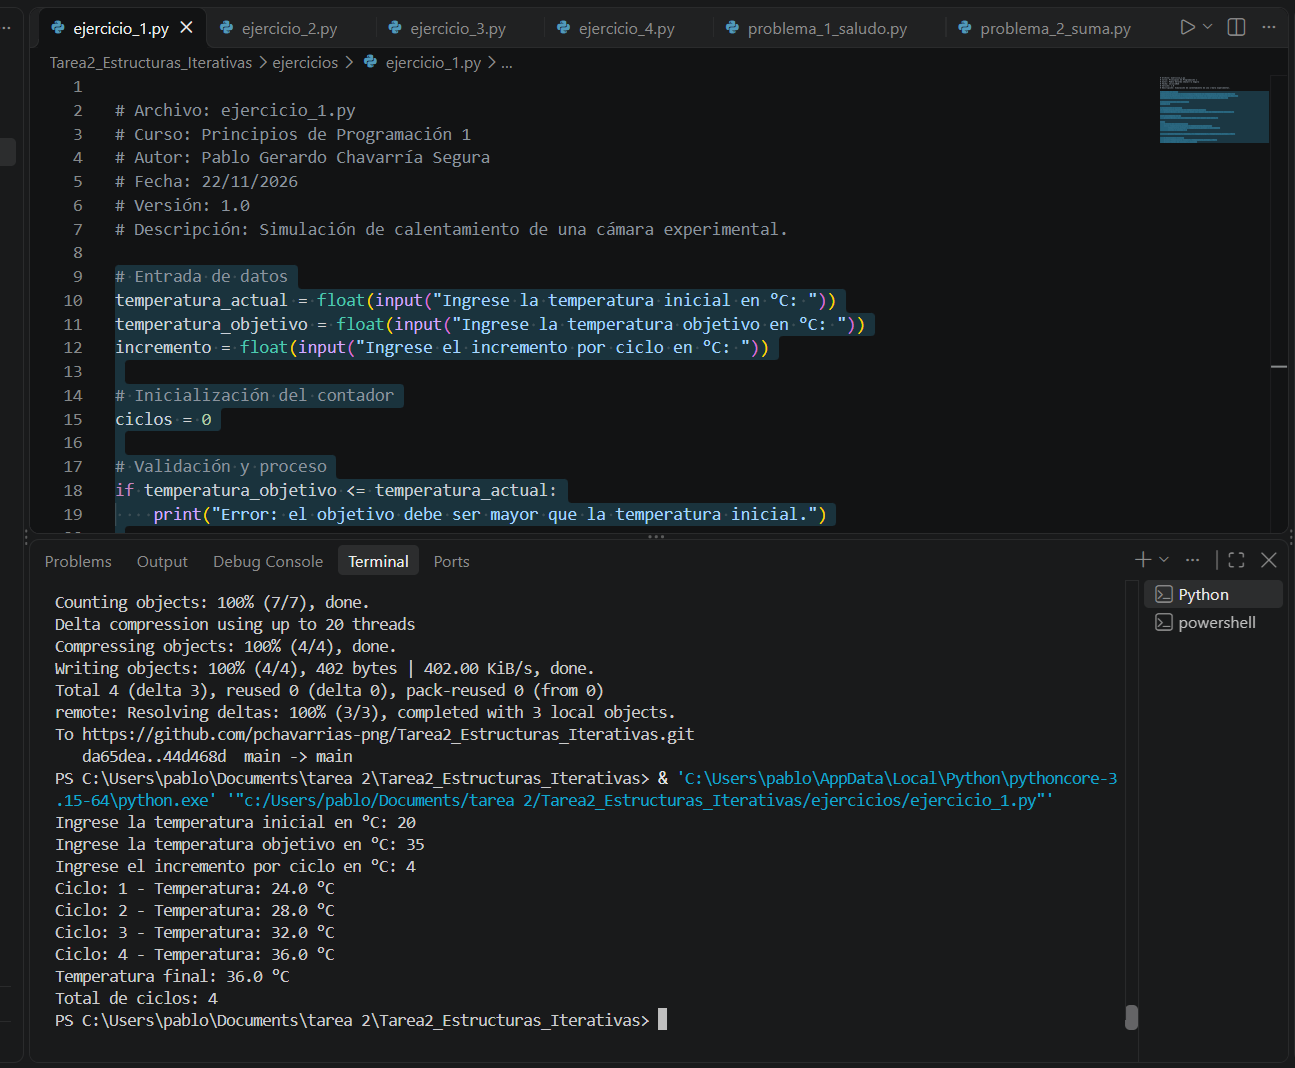 ejercicio_1.py
ejercicio_2.py
ejercicio_3.py
ejercicio_4.py
problema_1_saludo.py
problema_2_suma.py
Tarea2_Estructuras_Iterativas > ejercicios > ejercicio_1.py > ...
1
2 # Archivo: ejercicio_1.py
3 # Curso: Principios de Programación 1
4 # Autor: Pablo Gerardo Chavarría Segura
5 # Fecha: 22/11/2026
6 # Versión: 1.0
7 # Descripción: Simulación de calentamiento de una cámara experimental.
8
9 # Entrada de datos
10 temperatura_actual = float(input("Ingrese la temperatura inicial en °C: "))
11 temperatura_objetivo = float(input("Ingrese la temperatura objetivo en °C: "))
12 incremento = float(input("Ingrese el incremento por ciclo en °C: "))
13
14 # Inicialización del contador
15 ciclos = 0
16
17 # Validación y proceso
18 if temperatura_objetivo <= temperatura_actual:
19     print("Error: el objetivo debe ser mayor que la temperatura inicial.")
Problems
Output
Debug Console
Terminal
Ports
Python
powershell
Counting objects: 100% (7/7), done.
Delta compression using up to 20 threads
Compressing objects: 100% (4/4), done.
Writing objects: 100% (4/4), 402 bytes | 402.00 KiB/s, done.
Total 4 (delta 3), reused 0 (delta 0), pack-reused 0 (from 0)
remote: Resolving deltas: 100% (3/3), completed with 3 local objects.
To https://github.com/pchavarrias-png/Tarea2_Estructuras_Iterativas.git
   da65dea..44d468d  main -> main
PS C:\Users\pablo\Documents\tarea 2\Tarea2_Estructuras_Iterativas> & 'C:\Users\pablo\AppData\Local\Python\pythoncore-3
.15-64\python.exe' '"c:/Users/pablo/Documents/tarea 2/Tarea2_Estructuras_Iterativas/ejercicios/ejercicio_1.py"'
Ingrese la temperatura inicial en °C: 20
Ingrese la temperatura objetivo en °C: 35
Ingrese el incremento por ciclo en °C: 4
Ciclo: 1 - Temperatura: 24.0 °C
Ciclo: 2 - Temperatura: 28.0 °C
Ciclo: 3 - Temperatura: 32.0 °C
Ciclo: 4 - Temperatura: 36.0 °C
Temperatura final: 36.0 °C
Total de ciclos: 4
PS C:\Users\pablo\Documents\tarea 2\Tarea2_Estructuras_Iterativas>